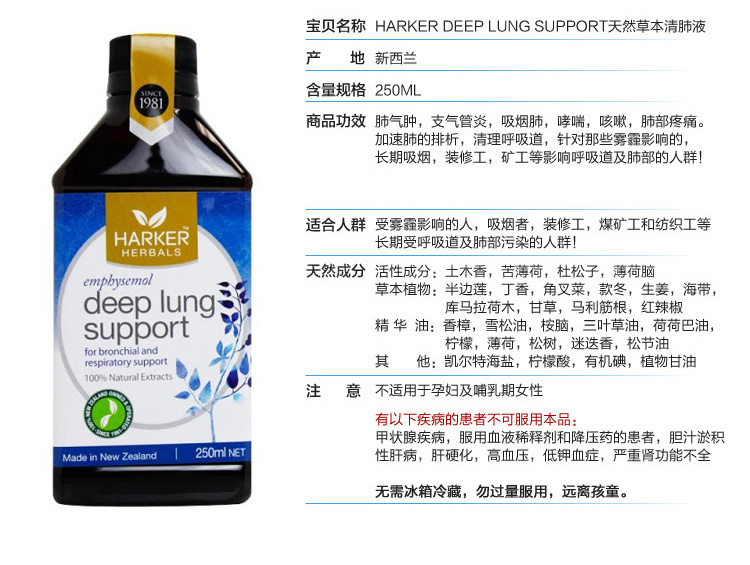 SINCE
1981
HARKER™
HERBALS
emphysemol
deep lung
support
for bronchial and
respiratory support
100% Natural Extracts
100% NEW ZEALAND OWNED & OPERATED SINCE 1981
Made in New Zealand | 250ml NET
宝贝名称 HARKER DEEP LUNG SUPPORT天然草本清肺液
产 地 新西兰
含量规格 250ML
商品功效 肺气肿，支气管炎，吸烟肺，哮喘，咳嗽，肺部疼痛。
加速肺的排析，清理呼吸道，针对那些雾霾影响的，
长期吸烟，装修工，矿工等影响呼吸道及肺部的人群！
适合人群 受雾霾影响的人，吸烟者，装修工，煤矿工和纺织工等
长期受呼吸道及肺部污染的人群！
天然成分 活性成分：土木香，苦薄荷，杜松子，薄荷脑
草本植物：半边莲，丁香，角叉菜，款冬，生姜，海带，
库马拉荷木，甘草，马利筋根，红辣椒
精 华 油：香樟，雪松油，桉脑，三叶草油，荷荷巴油，
柠檬，薄荷，松树，迷迭香，松节油
其 他：凯尔特海盐，柠檬酸，有机碘，植物甘油
注 意 不适用于孕妇及哺乳期女性
有以下疾病的患者不可服用本品：
甲状腺疾病，服用血液稀释剂和降压药的患者，胆汁淤积
性肝病，肝硬化，高血压，低钾血症，严重肾功能不全
无需冰箱冷藏，勿过量服用，远离孩童。